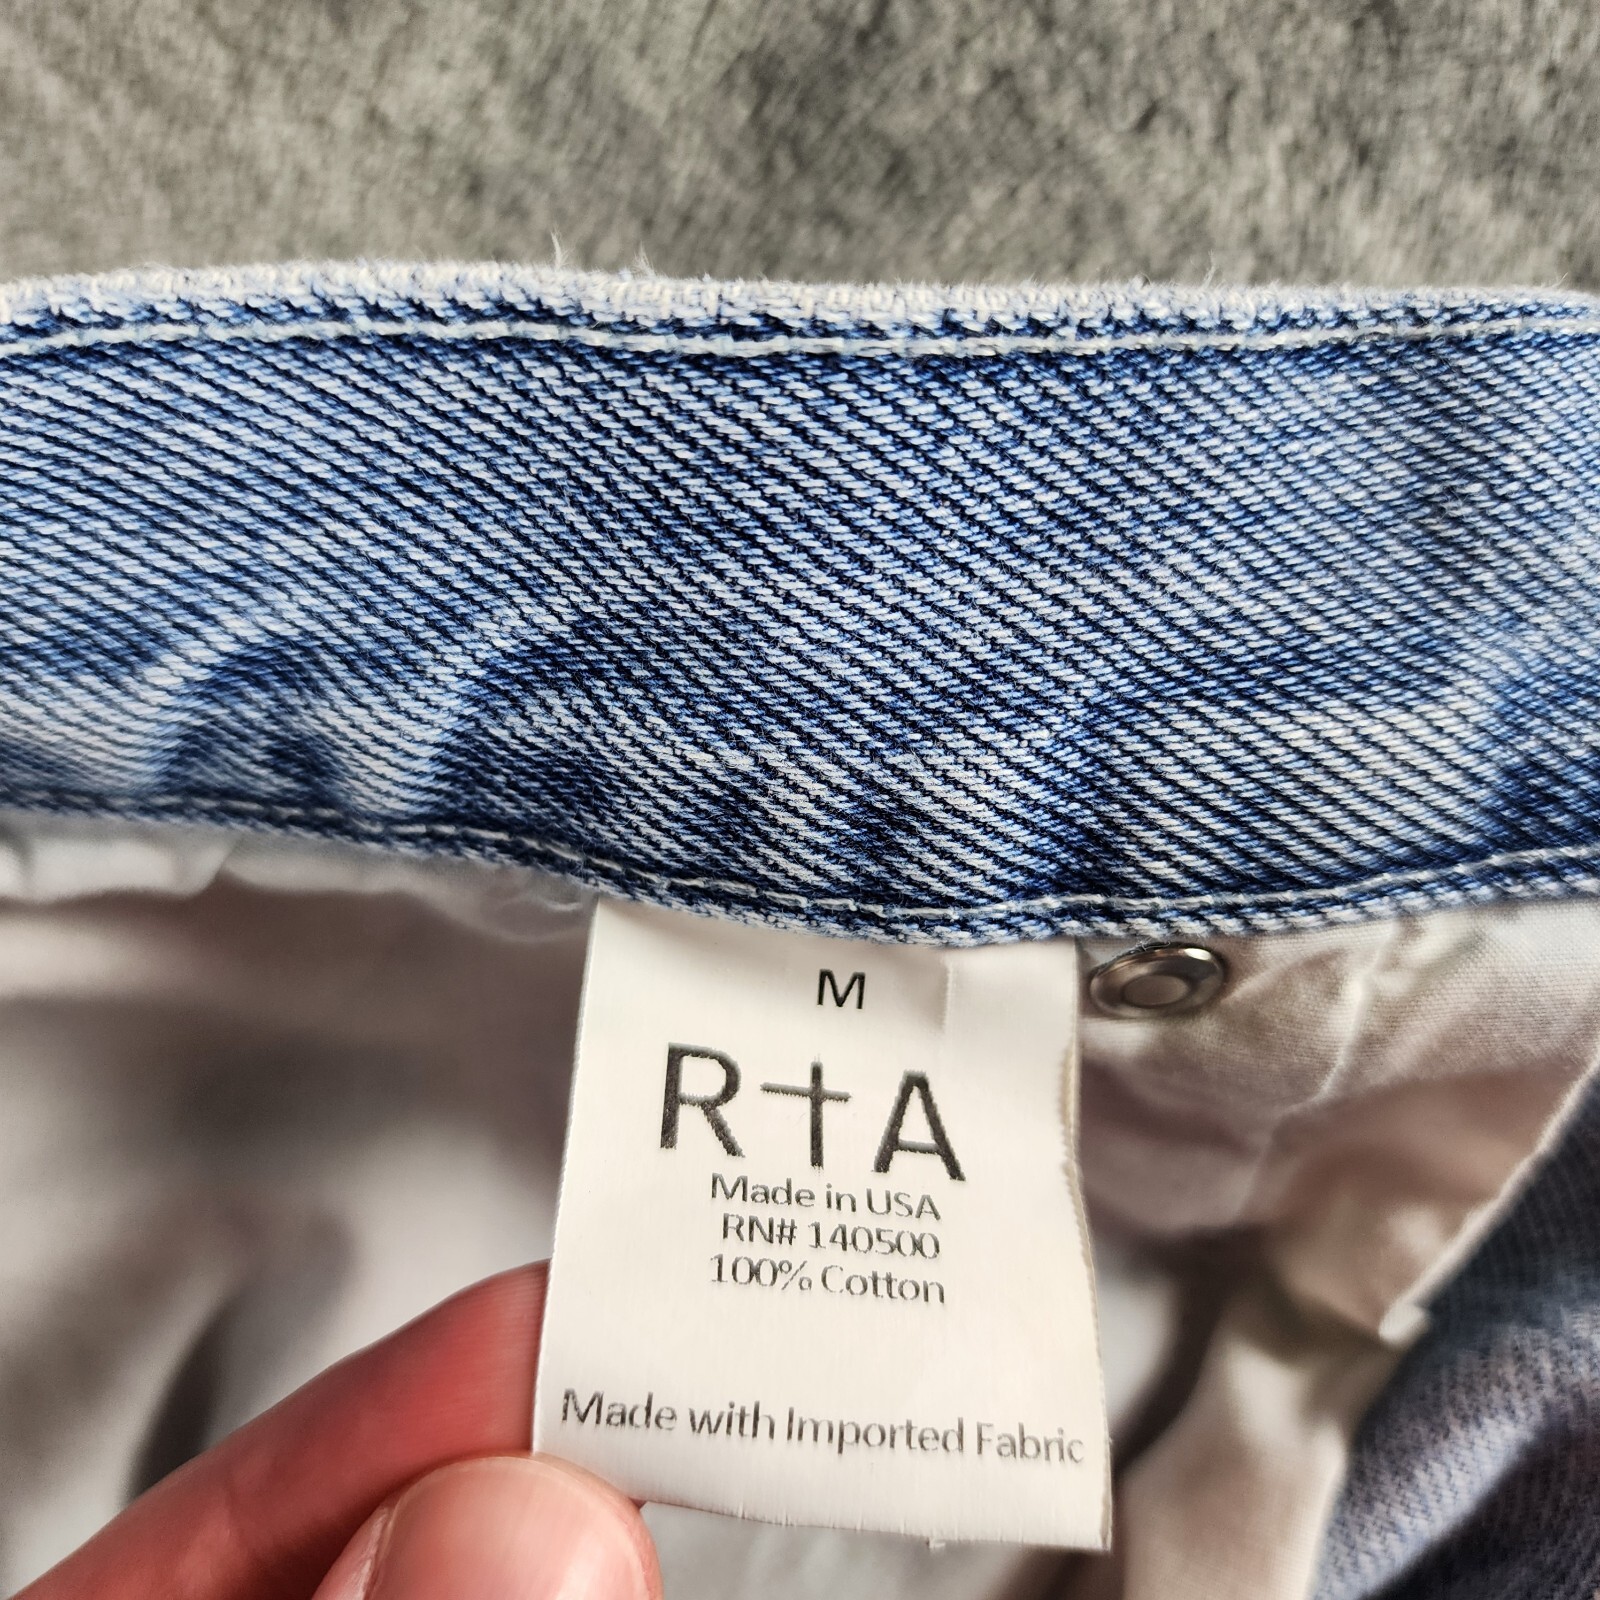 M
R†A
Made in USA
RN# 140500
100% Cotton
Made with Imported Fabric